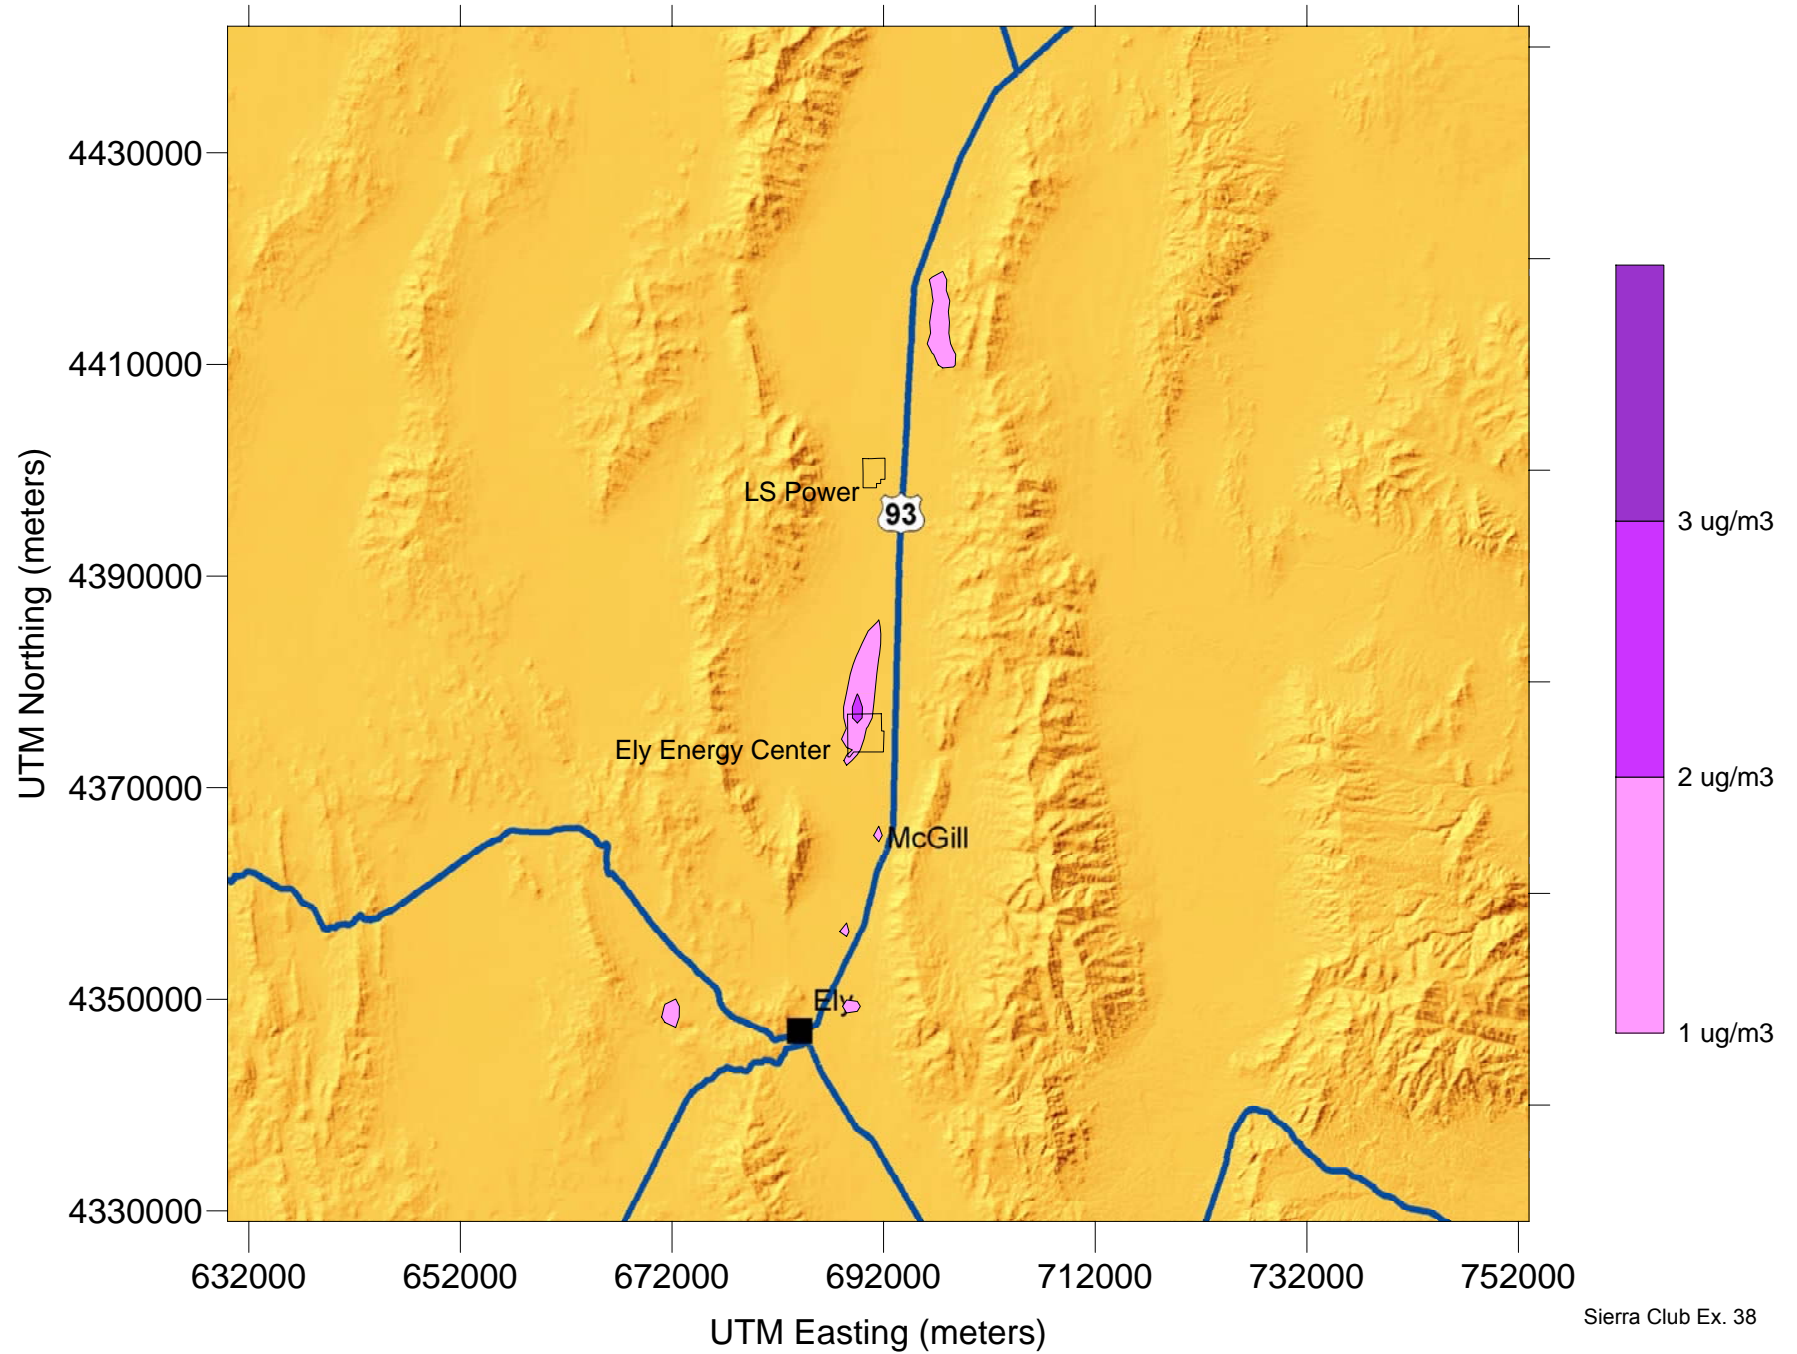 4430000
4410000
4390000
4370000
4350000
4330000
UTM Northing (meters)
LS Power
93
Ely Energy Center
McGill
Ely
3 ug/m3
2 ug/m3
1 ug/m3
632000
652000
672000
692000
712000
732000
752000
UTM Easting (meters)
Sierra Club Ex. 38